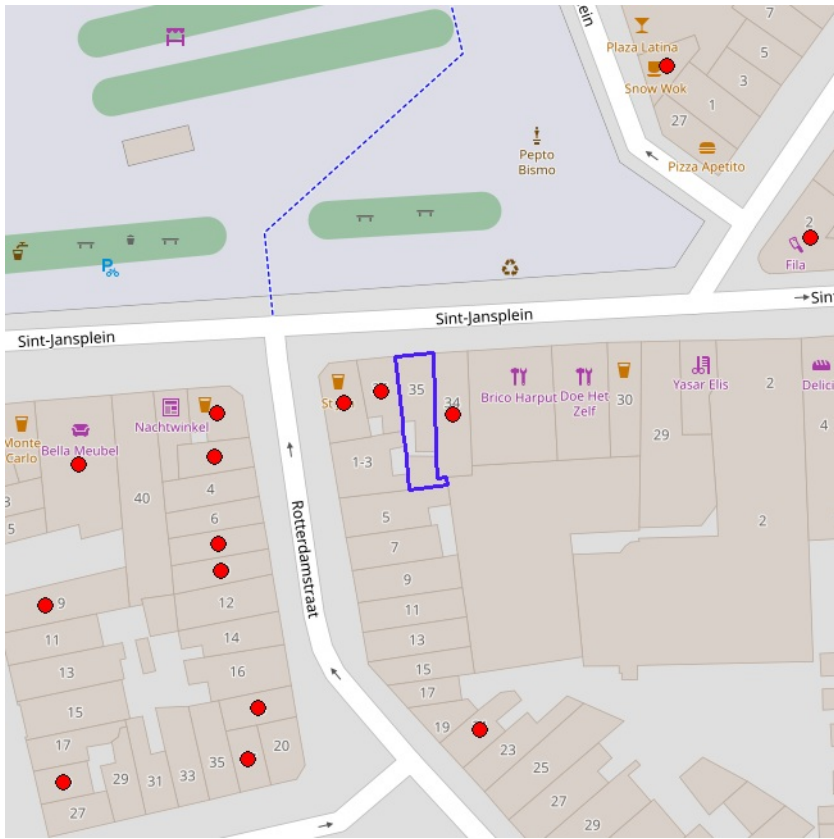 ein
7
Plaza Latina
5
3
Snow Wok
1
27
Pepto
Bismo
Pizza Apetito
2
Fila
Sint-Jansplein
Sint-Jansplein
Sint
35
34
Brico Harput
Doe Het
Zelf
30
Yasar Elis
2
Delici
4
29
2
Nachtwinkel
Monte
Carlo
Bella Meubel
40
3
5
4
6
1-3
5
7
9
11
13
15
17
19
23
25
27
29
Rotterdamstraat
12
14
16
20
9
11
13
15
17
27
29
31
33
35